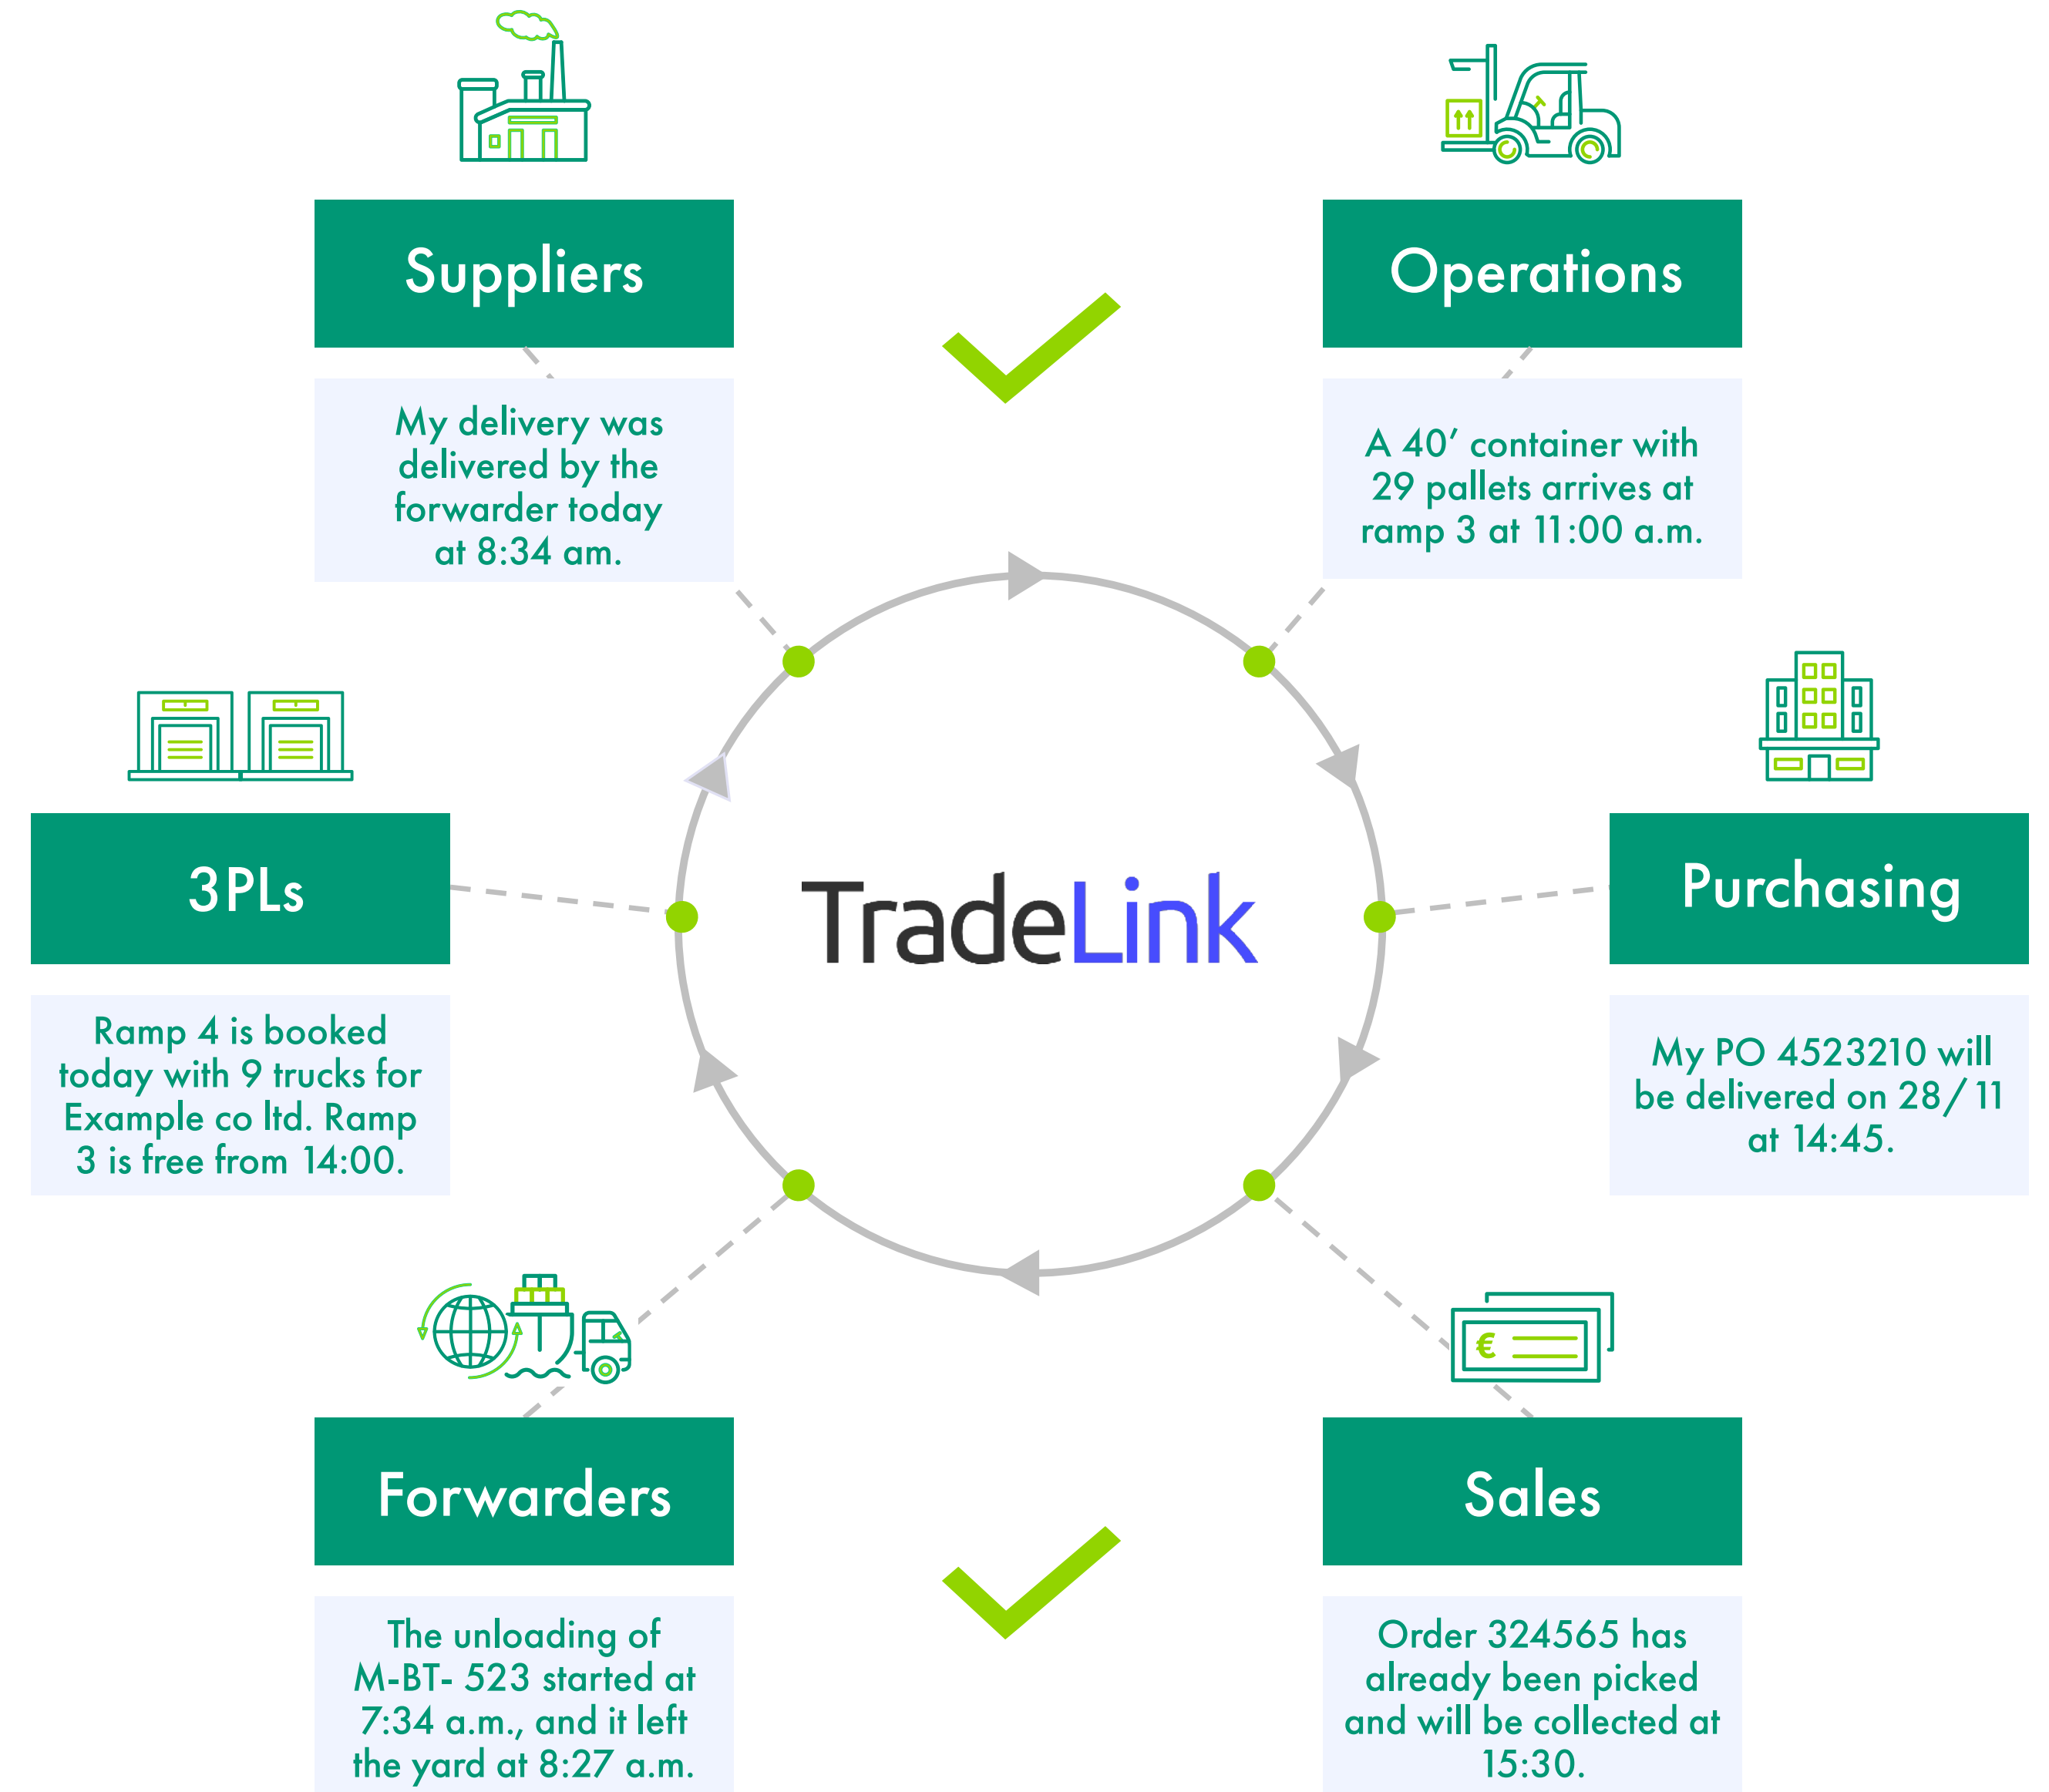 Suppliers
My delivery was
delivered by the
forwarder today
at 8:34 am.
Operations
A 40’ container with
29 pallets arrives at
ramp 3 at 11:00 a.m.
3PLs
Ramp 4 is booked
today with 9 trucks for
Example co ltd. Ramp
3 is free from 14:00.
TradeLink
Purchasing
My PO 4523210 will
be delivered on 28/11
at 14:45.
€
Forwarders
The unloading of
M-BT- 523 started at
7:34 a.m., and it left
the yard at 8:27 a.m.
Sales
Order 324565 has
already been picked
and will be collected at
15:30.